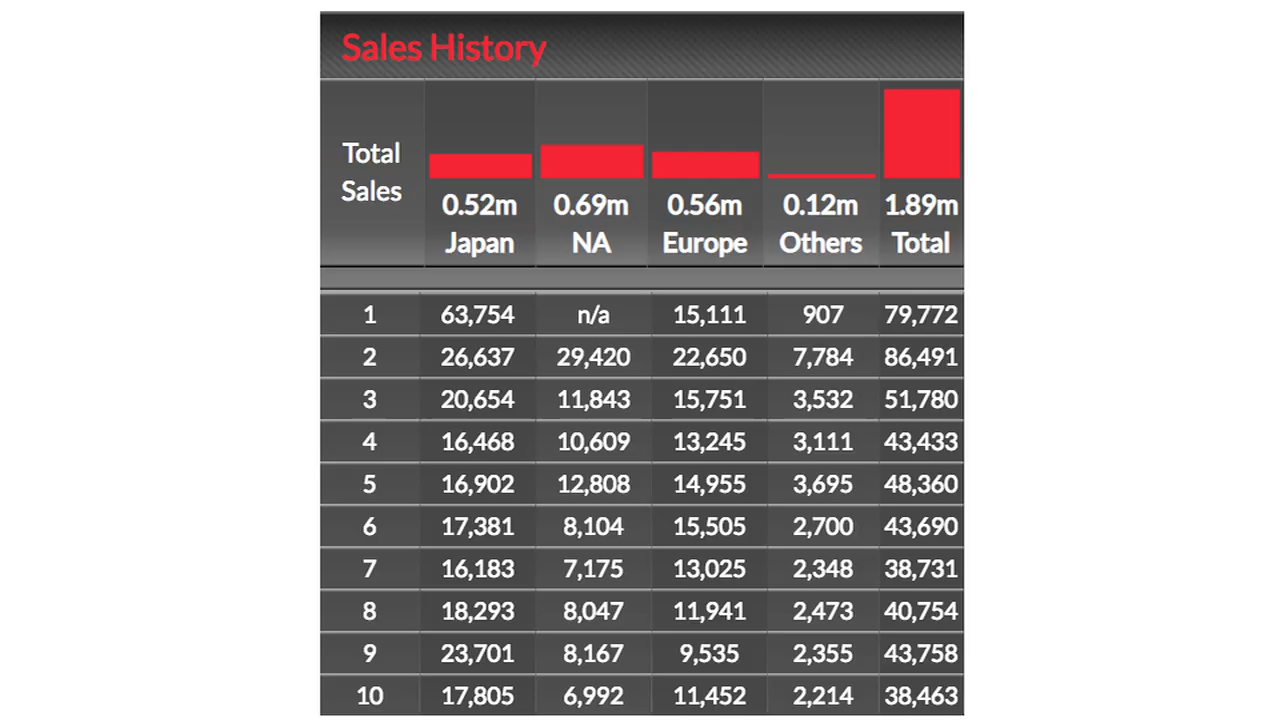 Sales History
Total Sales
0.52m Japan
0.69m NA
0.56m Europe
0.12m Others
1.89m Total
1 63,754 n/a 15,111 907 79,772
2 26,637 29,420 22,650 7,784 86,491
3 20,654 11,843 15,751 3,532 51,780
4 16,468 10,609 13,245 3,111 43,433
5 16,902 12,808 14,955 3,695 48,360
6 17,381 8,104 15,505 2,700 43,690
7 16,183 7,175 13,025 2,348 38,731
8 18,293 8,047 11,941 2,473 40,754
9 23,701 8,167 9,535 2,355 43,758
10 17,805 6,992 11,452 2,214 38,463